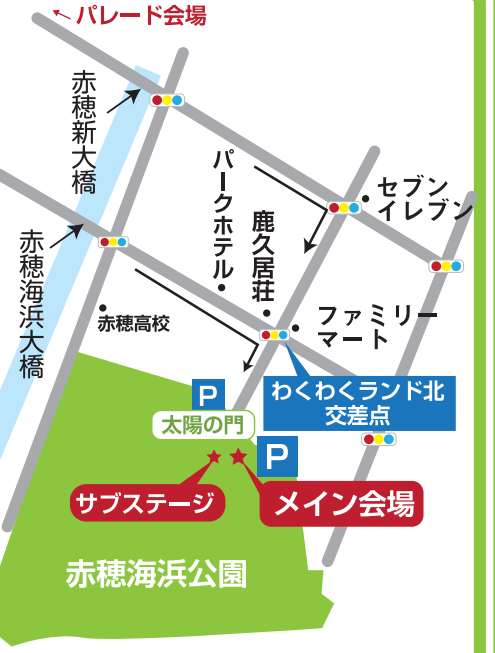 パレード会場
赤穂新大橋
パークホテル
セブン
イレブン
鹿久居荘
赤穂海浜大橋
赤穂高校
ファミリー
マート
わくわくランド北
交差点
P
太陽の門
P
サブステージ
メイン会場
赤穂海浜公園